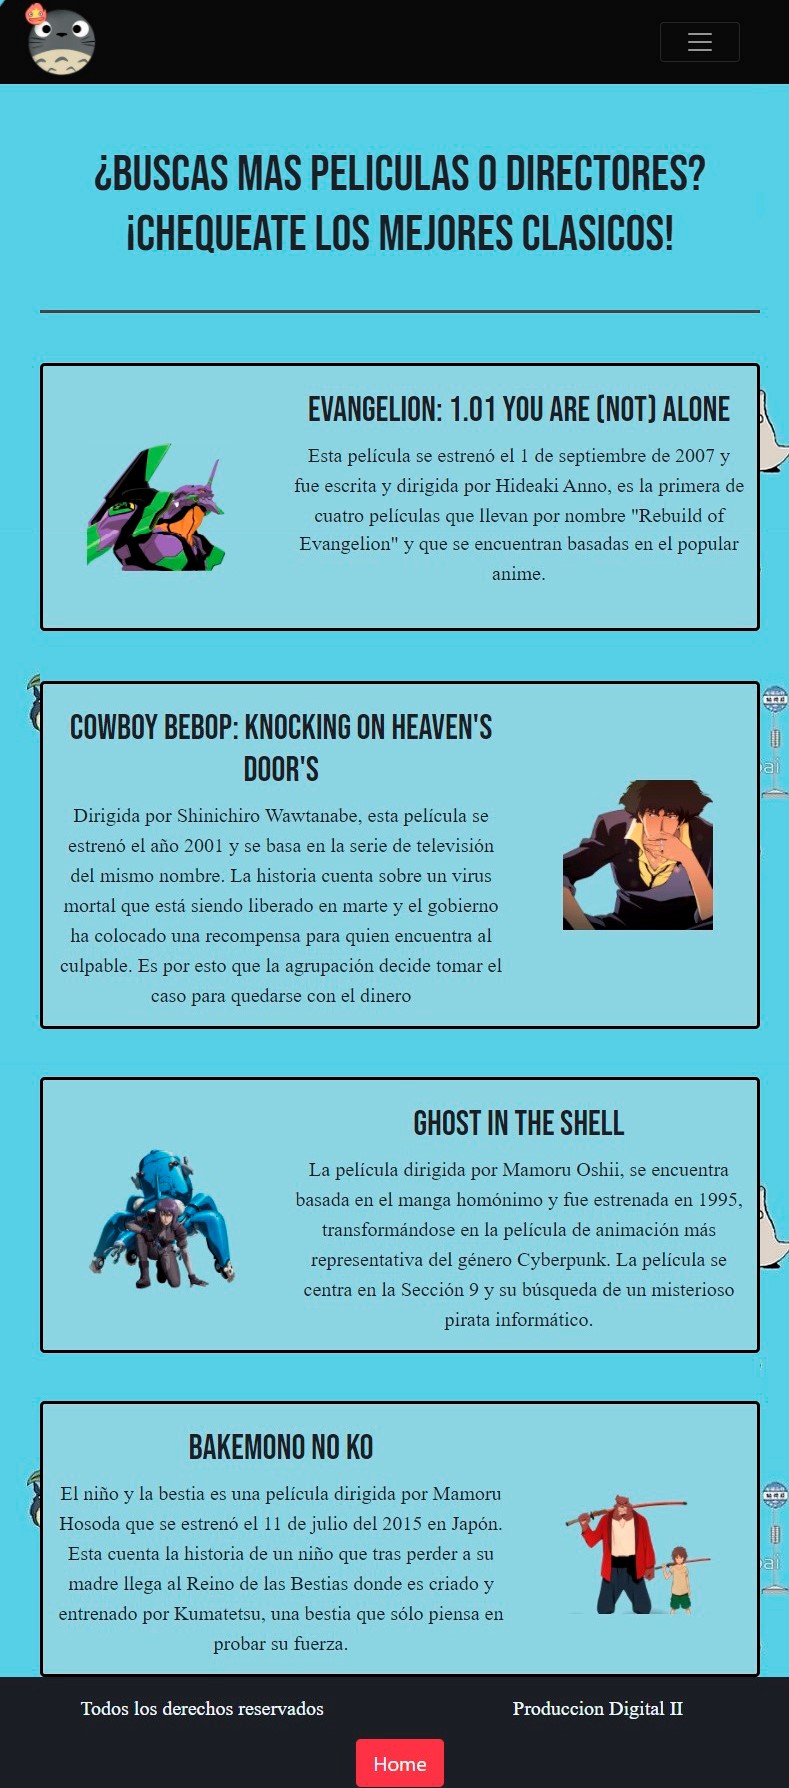 ¿BUSCAS MAS PELICULAS O DIRECTORES?
¡CHEQUEATE LOS MEJORES CLASICOS!
EVANGELION: 1.01 YOU ARE (NOT) ALONE
Esta película se estrenó el 1 de septiembre de 2007 y
fue escrita y dirigida por Hideaki Anno, es la primera de
cuatro películas que llevan por nombre "Rebuild of
Evangelion" y que se encuentran basadas en el popular
anime.
COWBOY BEBOP: KNOCKING ON HEAVEN'S
DOOR'S
Dirigida por Shinichiro Wawtanabe, esta película se
estrenó el año 2001 y se basa en la serie de televisión
del mismo nombre. La historia cuenta sobre un virus
mortal que está siendo liberado en marte y el gobierno
ha colocado una recompensa para quien encuentra al
culpable. Es por esto que la agrupación decide tomar el
caso para quedarse con el dinero
GHOST IN THE SHELL
La película dirigida por Mamoru Oshii, se encuentra
basada en el manga homónimo y fue estrenada en 1995,
transformándose en la película de animación más
representativa del género Cyberpunk. La película se
centra en la Sección 9 y su búsqueda de un misterioso
pirata informático.
BAKEMONO NO KO
El niño y la bestia es una película dirigida por Mamoru
Hosoda que se estrenó el 11 de julio del 2015 en Japón.
Esta cuenta la historia de un niño que tras perder a su
madre llega al Reino de las Bestias donde es criado y
entrenado por Kumatetsu, una bestia que sólo piensa en
probar su fuerza.
Todos los derechos reservados
Produccion Digital II
Home